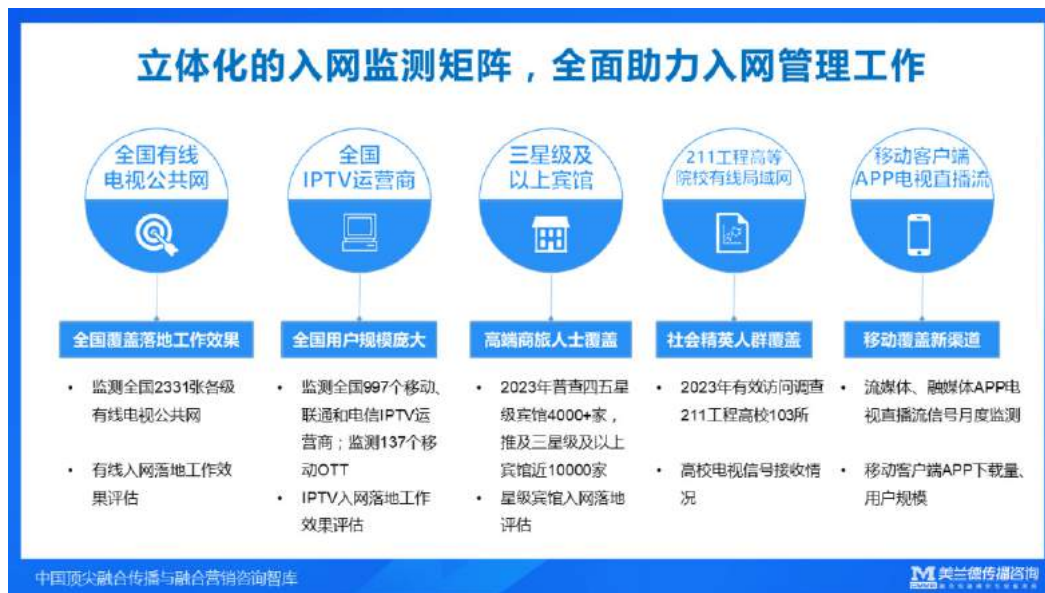 立体化的入网监测矩阵，全面助力入网管理工作
全国有线
电视公共网
全国覆盖落地工作效果
• 监测全国2331张各级
有线电视公共网
• 有线入网落地工作效
果评估
全国
IPTV运营商
全国用户规模庞大
• 监测全国997个移动、
联通和电信IPTV运
营商；监测137个移
动OTT
• IPTV入网落地工作
效果评估
三星级及
以上宾馆
高端商旅人士覆盖
• 2023年普查四五星
级宾馆4000+家，
推及三星级及以上
宾馆近10000家
• 星级宾馆入网落地
评估
211工程高等
院校有线局域网
社会精英人群覆盖
• 2023年有效访问调查
211工程高校103所
• 高校电视信号接收情
况
移动客户端
APP电视直播流
移动覆盖新渠道
• 流媒体、融媒体APP电
视直播流信号月度监测
• 移动客户端APP下载量、
用户规模
中国顶尖融合传播与融合营销咨询智库
美兰德传播咨询